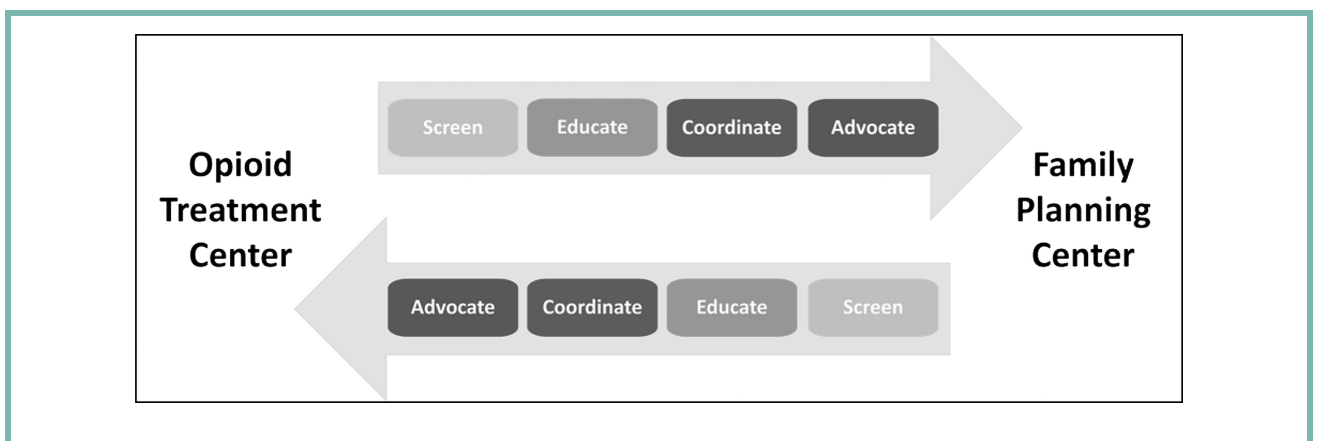 Opioid
Treatment
Center
Screen Educate Coordinate Advocate
Advocate Coordinate Educate Screen
Family
Planning
Center